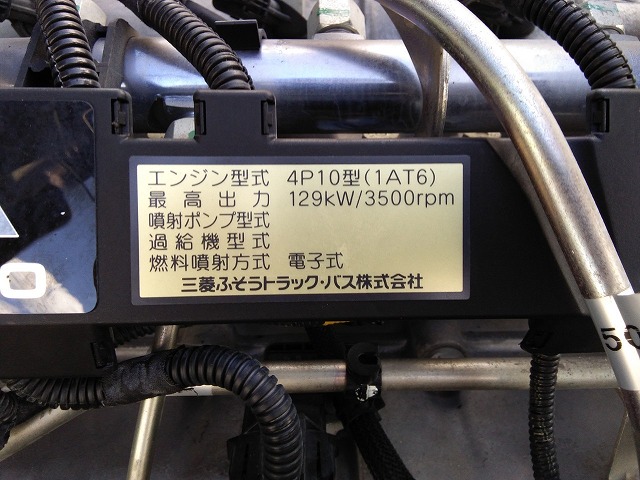 エンジン型式 4P10型(1AT6)
最高出力 129kW/3500rpm
噴射ポンプ型式
過給機型式
燃料噴射方式 電子式
三菱ふそうトラック・バス株式会社
O
50